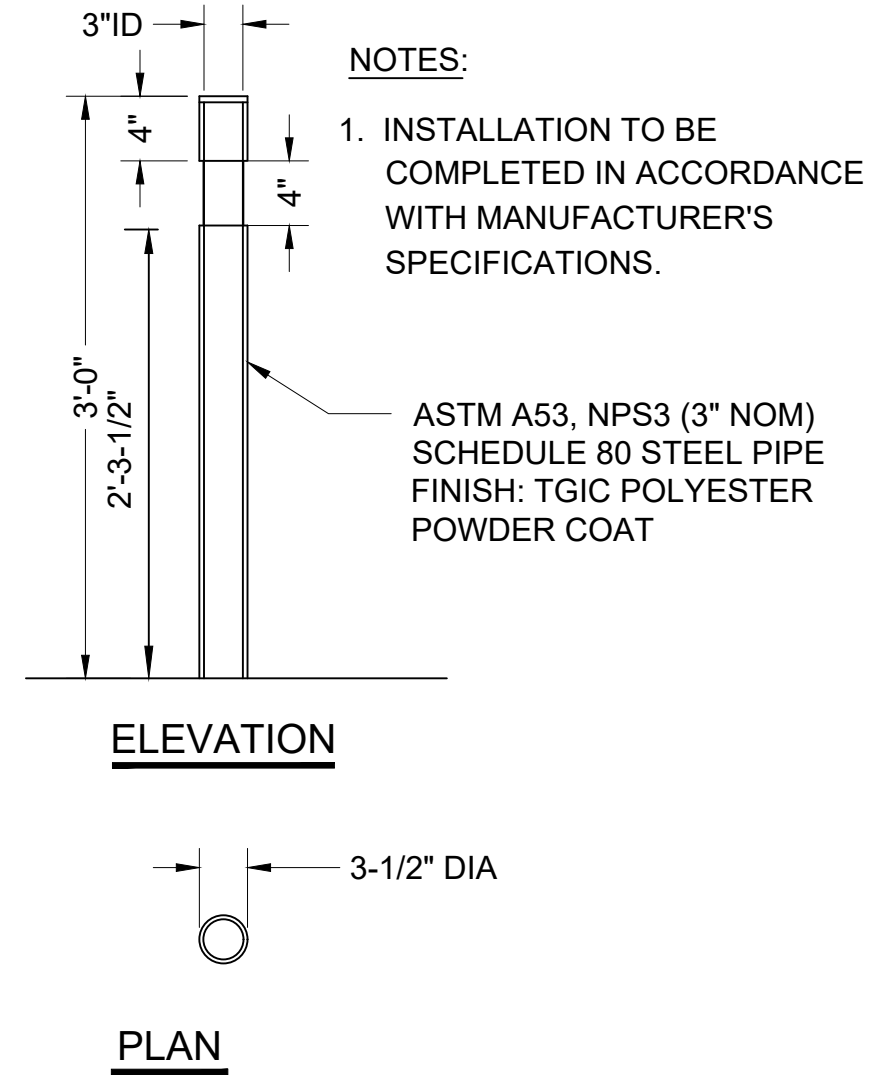 3"ID
NOTES:
4"
1. INSTALLATION TO BE
COMPLETED IN ACCORDANCE
WITH MANUFACTURER'S
SPECIFICATIONS.
4"
3'-0"
2'-3-1/2"
ASTM A53, NPS3 (3" NOM)
SCHEDULE 80 STEEL PIPE
FINISH: TGIC POLYESTER
POWDER COAT
ELEVATION
3-1/2" DIA
PLAN